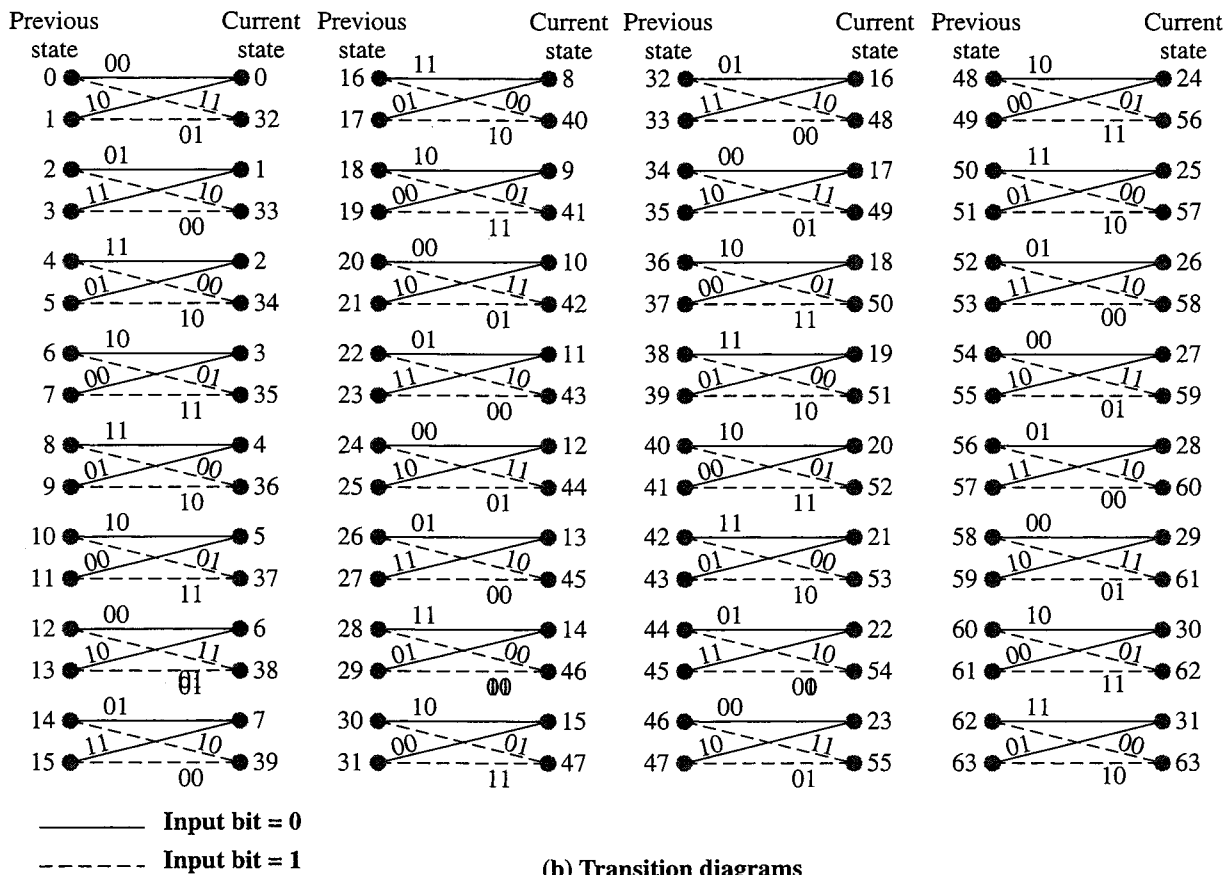 Previous Current Previous Current Previous Current Previous Current
state state state state state state state state
00 11 01 10
0 0 16 8 32 16 48 24
10 11 01 00 11 10 00 01
1 32 17 40 33 48 49 56
01 10 00 11
01 10 00 11
2 1 18 9 34 17 50 25
11 10 00 01 10 11 01 00
3 33 19 41 35 49 51 57
00 11 01 10
11 00 10 01
4 2 20 10 36 18 52 26
01 00 10 11 00 01 11 10
5 34 21 42 37 50 53 58
10 01 11 00
10 01 11 00
6 3 22 11 38 19 54 27
00 01 11 10 01 00 10 11
7 35 23 43 39 51 55 59
11 00 10 01
11 00 10 01
8 4 24 12 40 20 56 28
01 00 10 11 00 01 11 10
9 36 25 44 41 52 57 60
10 01 11 00
10 01 11 00
10 5 26 13 42 21 58 29
00 01 11 10 01 00 10 11
11 37 27 45 43 53 59 61
11 00 10 01
00 11 01 10
12 6 28 14 44 22 60 30
10 11 01 00 11 10 00 01
13 38 29 46 45 54 61 62
01 11
01 10 00 11
14 7 30 15 46 23 62 31
11 10 00 01 10 11 01 00
15 39 31 47 47 55 63 63
00 11 01 10
Input bit = 0
Input bit = 1
(b) Transition diagrams